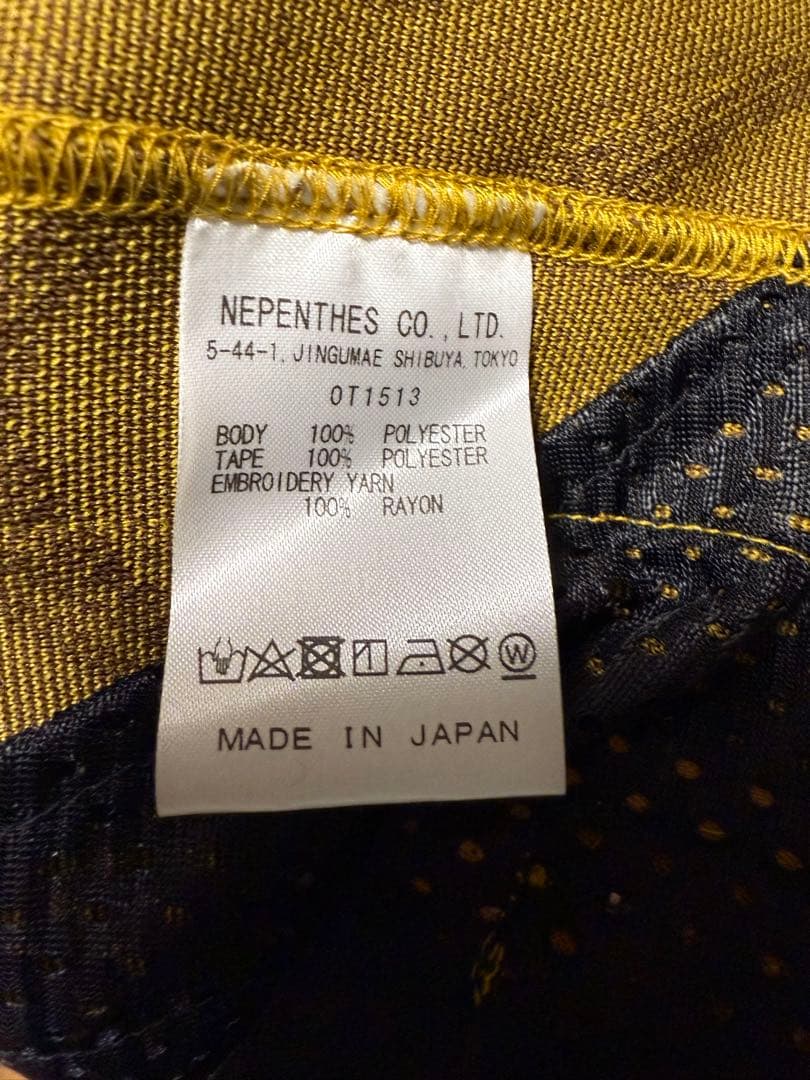 NEPENTHES CO., LTD.
5-44-1, JINGUMAE SHIBUYA, TOKYO
OT1513
BODY 100% POLYESTER
TAPE 100% POLYESTER
EMBROIDERY YARN
100% RAYON
W
MADE IN JAPAN